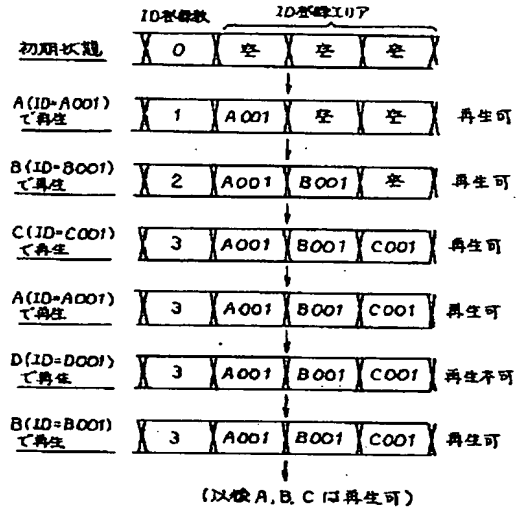 ID登録数 ID登録エリア
初期状態 0 空 空 空
A(ID=A001)
で再生 1 A001 空 空 再生可
B(ID=B001)
で再生 2 A001 B001 空 再生可
C(ID=C001)
で再生 3 A001 B001 C001 再生可
A(ID=A001)
で再生 3 A001 B001 C001 再生可
D(ID=D001)
で再生 3 A001 B001 C001 再生不可
B(ID=B001)
で再生 3 A001 B001 C001 再生可
(以後A,B,Cは再生可)